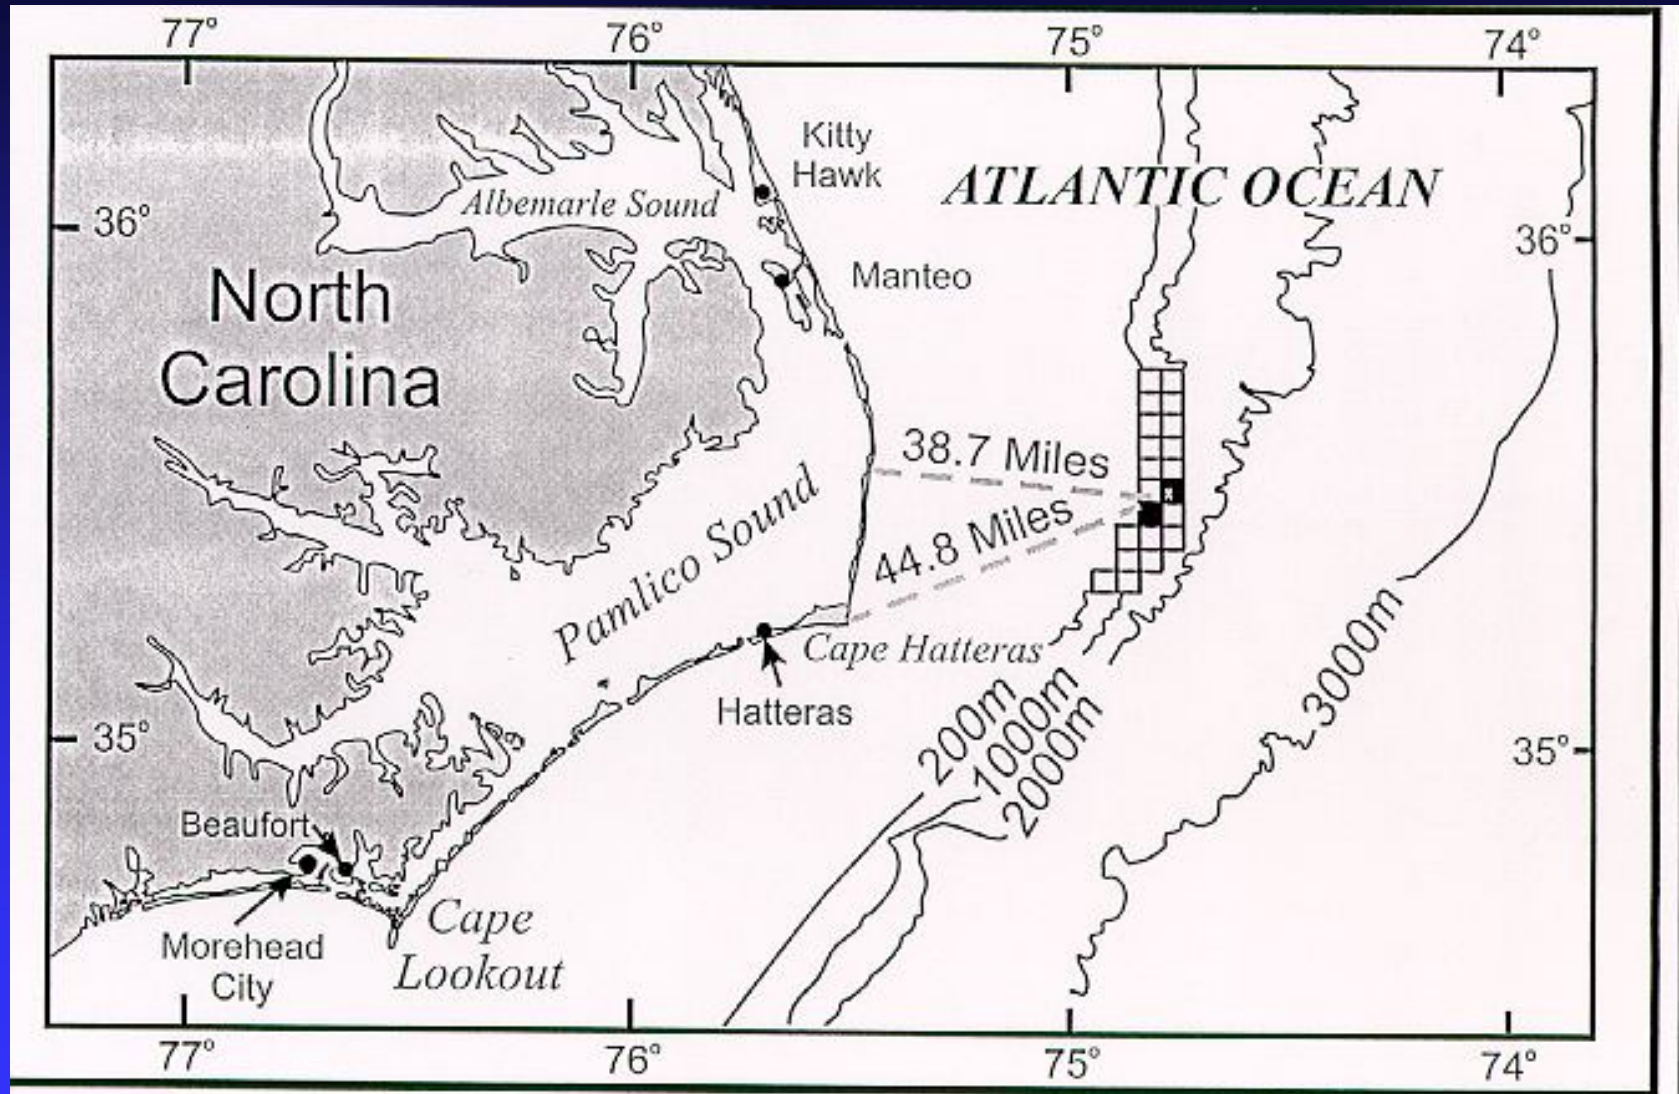 77°
76°
75°
74°
Kitty
Hawk
ATLANTIC OCEAN
Albemarle Sound
36°
36°
North
Carolina
Manteo
38.7 Miles
44.8 Miles
Pamlico Sound
Cape Hatteras
Hatteras
200m
1000m
2000m
3000m
35°
35°
Beaufort
Cape
Lookout
Morehead
City
77°
76°
75°
74°